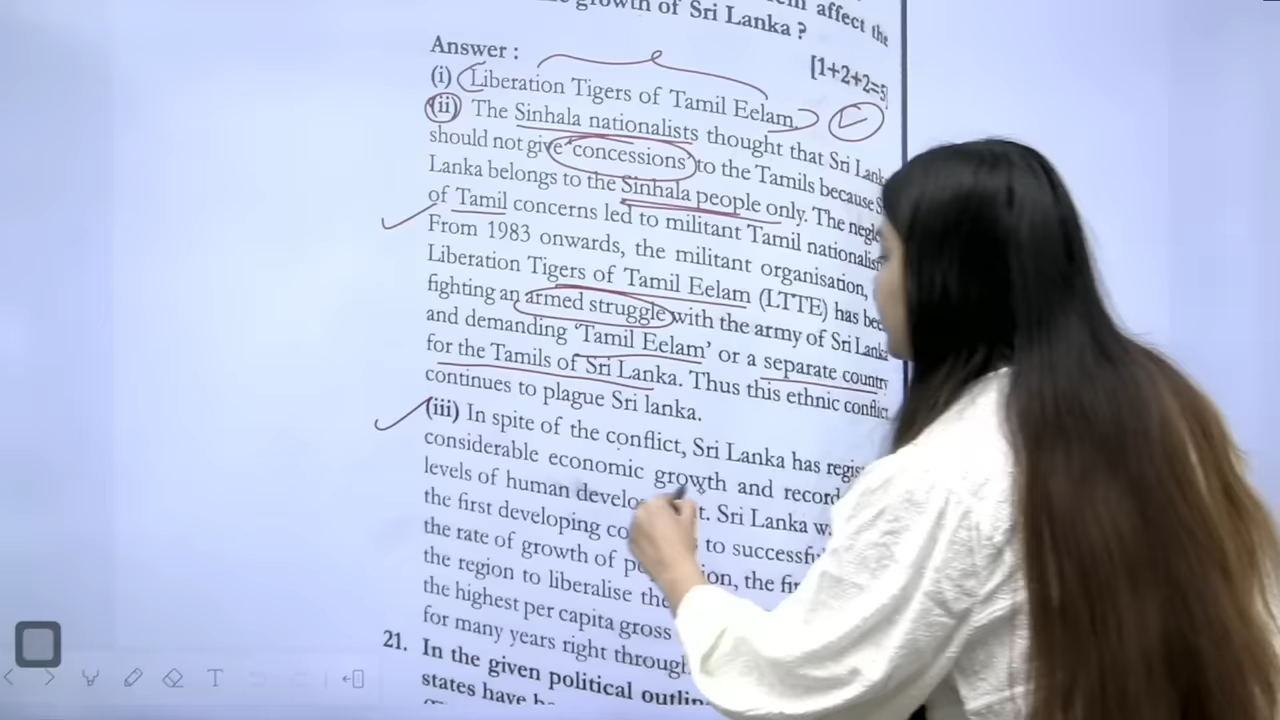 affect the
growth of Sri Lanka ?
[1+2+2=5]
Answer :
(i) Liberation Tigers of Tamil Eelam.
(ii) The Sinhala nationalists thought that Sri Lanka
should not give 'concessions' to the Tamils because S
Lanka belongs to the Sinhala people only. The negle
of Tamil concerns led to militant Tamil nationalis
From 1983 onwards, the militant organisation,
Liberation Tigers of Tamil Eelam (LTTE) has bee
fighting an armed struggle with the army of Sri Lanka
and demanding 'Tamil Eelam' or a separate country
for the Tamils of Sri Lanka. Thus this ethnic conflict
continues to plague Sri lanka.
(iii) In spite of the conflict, Sri Lanka has regis
considerable economic growth and record
levels of human develo t. Sri Lanka w
the first developing co to successfu
the rate of growth of p ion, the fir
the region to liberalise the
the highest per capita gross
for many years right through
21. In the given political outlin
states have b
T